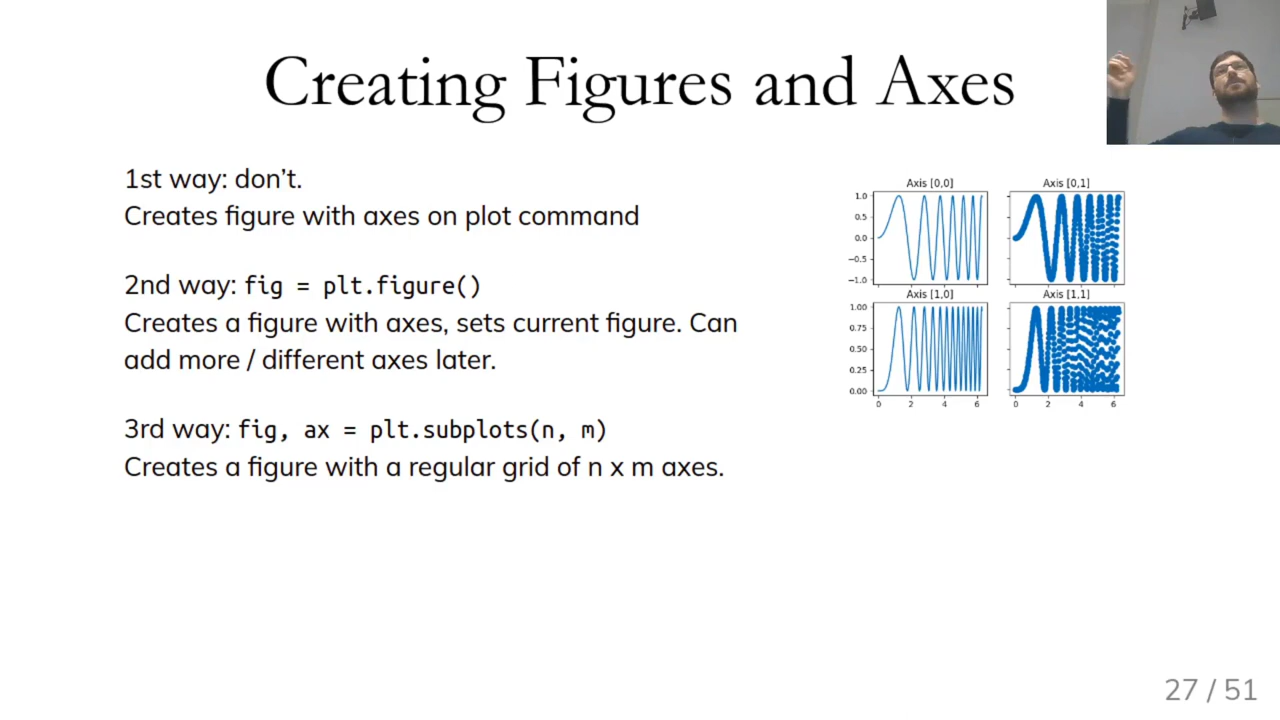 Creating Figures and Axes
1st way: don't.
Creates figure with axes on plot command
2nd way: fig = plt.figure()
Creates a figure with axes, sets current figure. Can
add more / different axes later.
3rd way: fig, ax = plt.subplots(n, m)
Creates a figure with a regular grid of n x m axes.
Axis [0,0]
1.0
0.5
0.0
−0.5
−1.0
Axis [0,1]
Axis [1,0]
1.00
0.75
0.50
0.25
0.00
0 2 4 6
Axis [1,1]
0 2 4 6
27 / 51